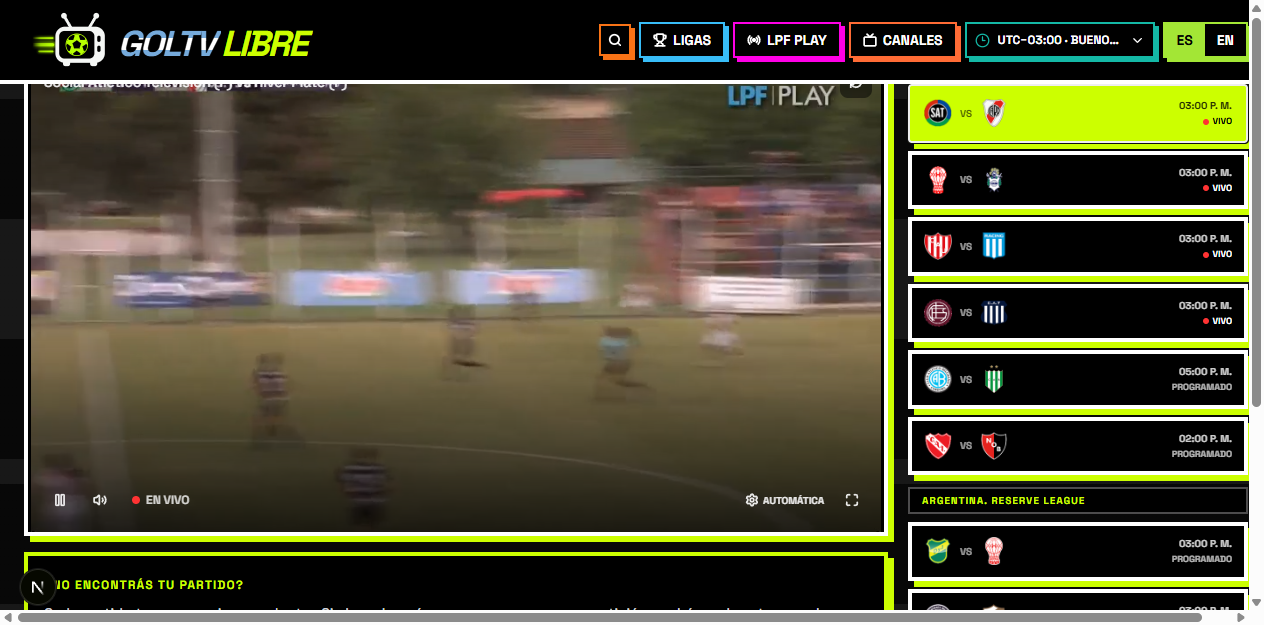 GOLTV LIBRE
LIGAS
LPF PLAY
CANALES
UTC-03:00 · BUENO...
ES
EN
LPF PLAY
EN VIVO
AUTOMÁTICA
SAT
VS
03:00 P. M.
VIVO
VS
03:00 P. M.
VIVO
VS
03:00 P. M.
VIVO
VS
03:00 P. M.
VIVO
VS
05:00 P. M.
PROGRAMADO
VS
02:00 P. M.
PROGRAMADO
ARGENTINA. RESERVE LEAGUE
VS
03:00 P. M.
PROGRAMADO
NO ENCONTRÁS TU PARTIDO?
N